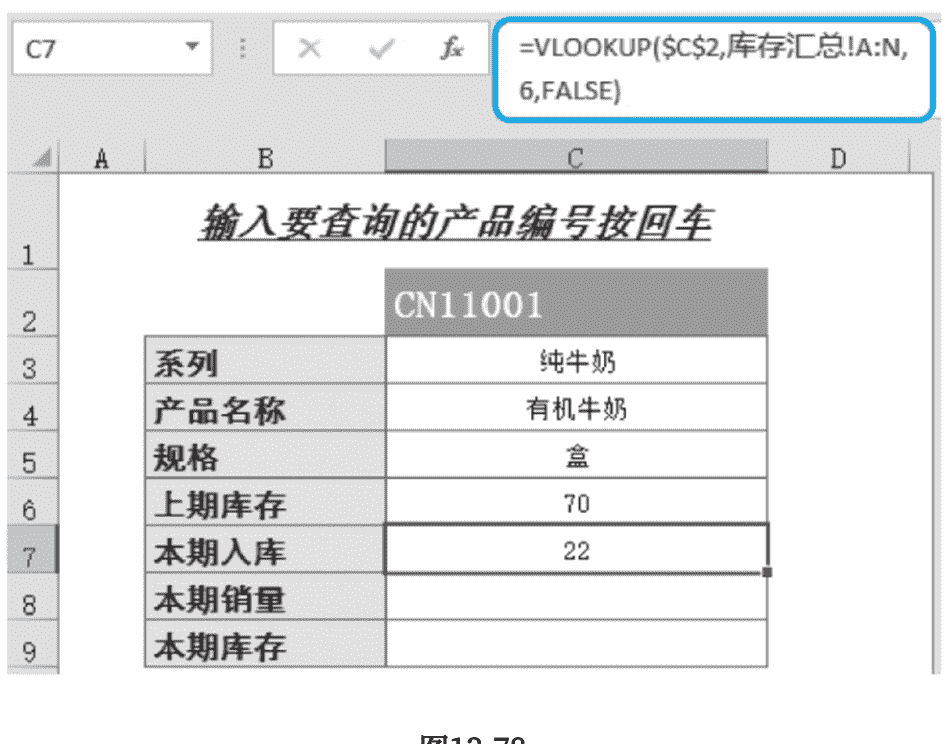 C7
fx
=VLOOKUP($C$2,库存汇总!A:N,
6,FALSE)
A B C D
1 输入要查询的产品编号按回车
2 CN11001
3 系列 纯牛奶
4 产品名称 有机牛奶
5 规格 盒
6 上期库存 70
7 本期入库 22
8 本期销量
9 本期库存